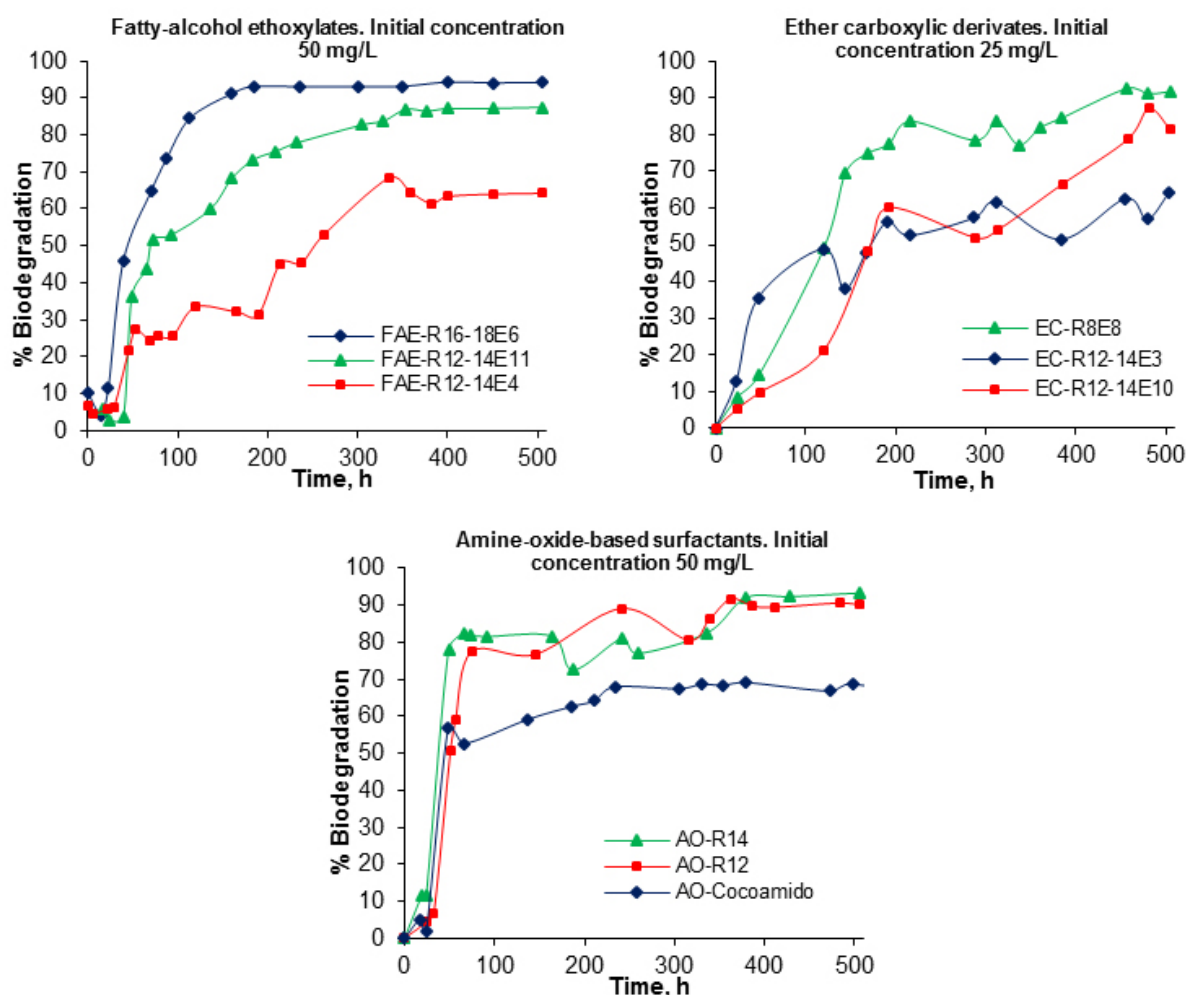 Fatty-alcohol ethoxylates. Initial concentration
50 mg/L
100
90
80
70
60
50
40
30
20
10
0
% Biodegradation
FAE-R16-18E6
FAE-R12-14E11
FAE-R12-14E4
0 100 200 300 400 500
Time, h
Ether carboxylic derivates. Initial
concentration 25 mg/L
100
90
80
70
60
50
40
30
20
10
0
% Biodegradation
EC-R8E8
EC-R12-14E3
EC-R12-14E10
0 100 200 300 400 500
Time, h
Amine-oxide-based surfactants. Initial
concentration 50 mg/L
100
90
80
70
60
50
40
30
20
10
0
% Biodegradation
AO-R14
AO-R12
AO-Cocoamido
0 100 200 300 400 500
Time, h